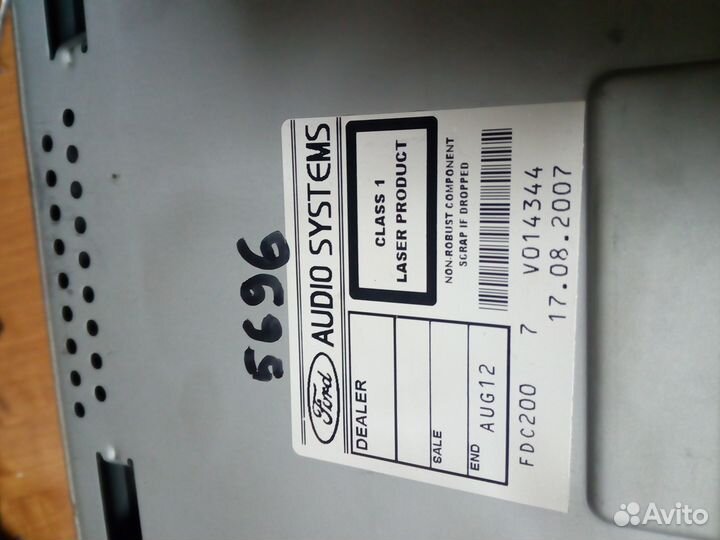 5696
Ford AUDIO SYSTEMS
DEALER
SALE
END AUG12
CLASS 1
LASER PRODUCT
NON-ROBUST COMPONENT
SCRAP IF DROPPED
FDC200 7 V014344
17.08.2007
Avito